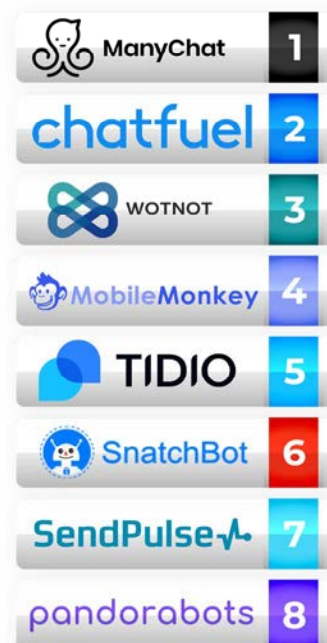 ManyChat 1
chatfuel 2
WOTNOT 3
MobileMonkey 4
TIDIO 5
SnatchBot 6
SendPulse 7
pandorabots 8